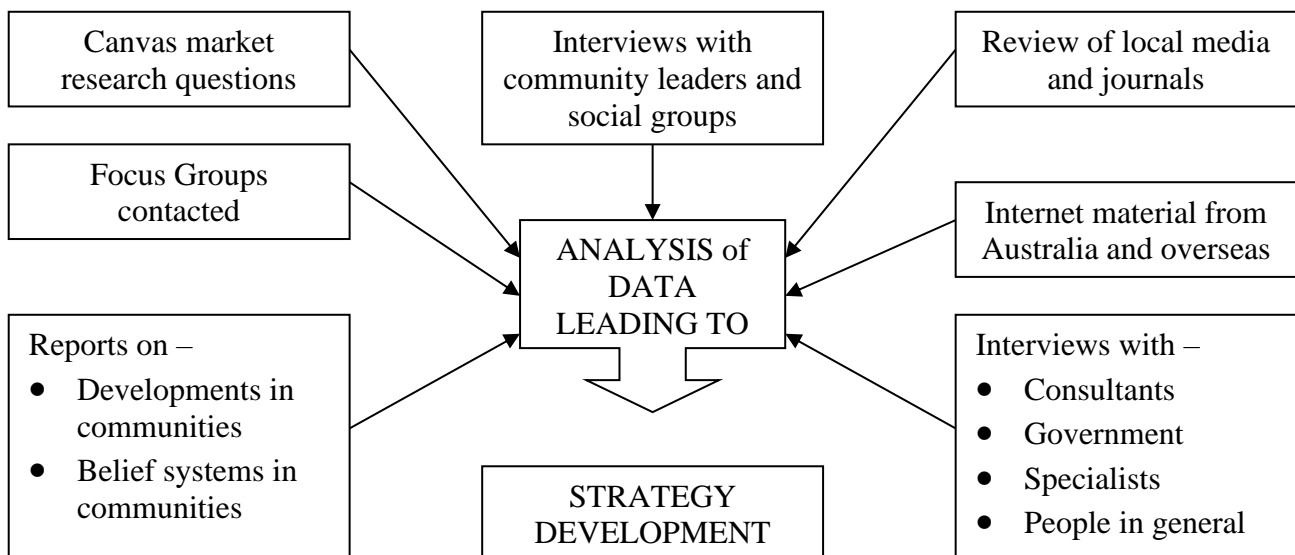 Canvas market
research questions
Interviews with
community leaders and
social groups
Review of local media
and journals
Focus Groups
contacted
ANALYSIS of
DATA
LEADING TO
Internet material from
Australia and overseas
Reports on –
● Developments in
communities
● Belief systems in
communities
STRATEGY
DEVELOPMENT
Interviews with –
● Consultants
● Government
● Specialists
● People in general